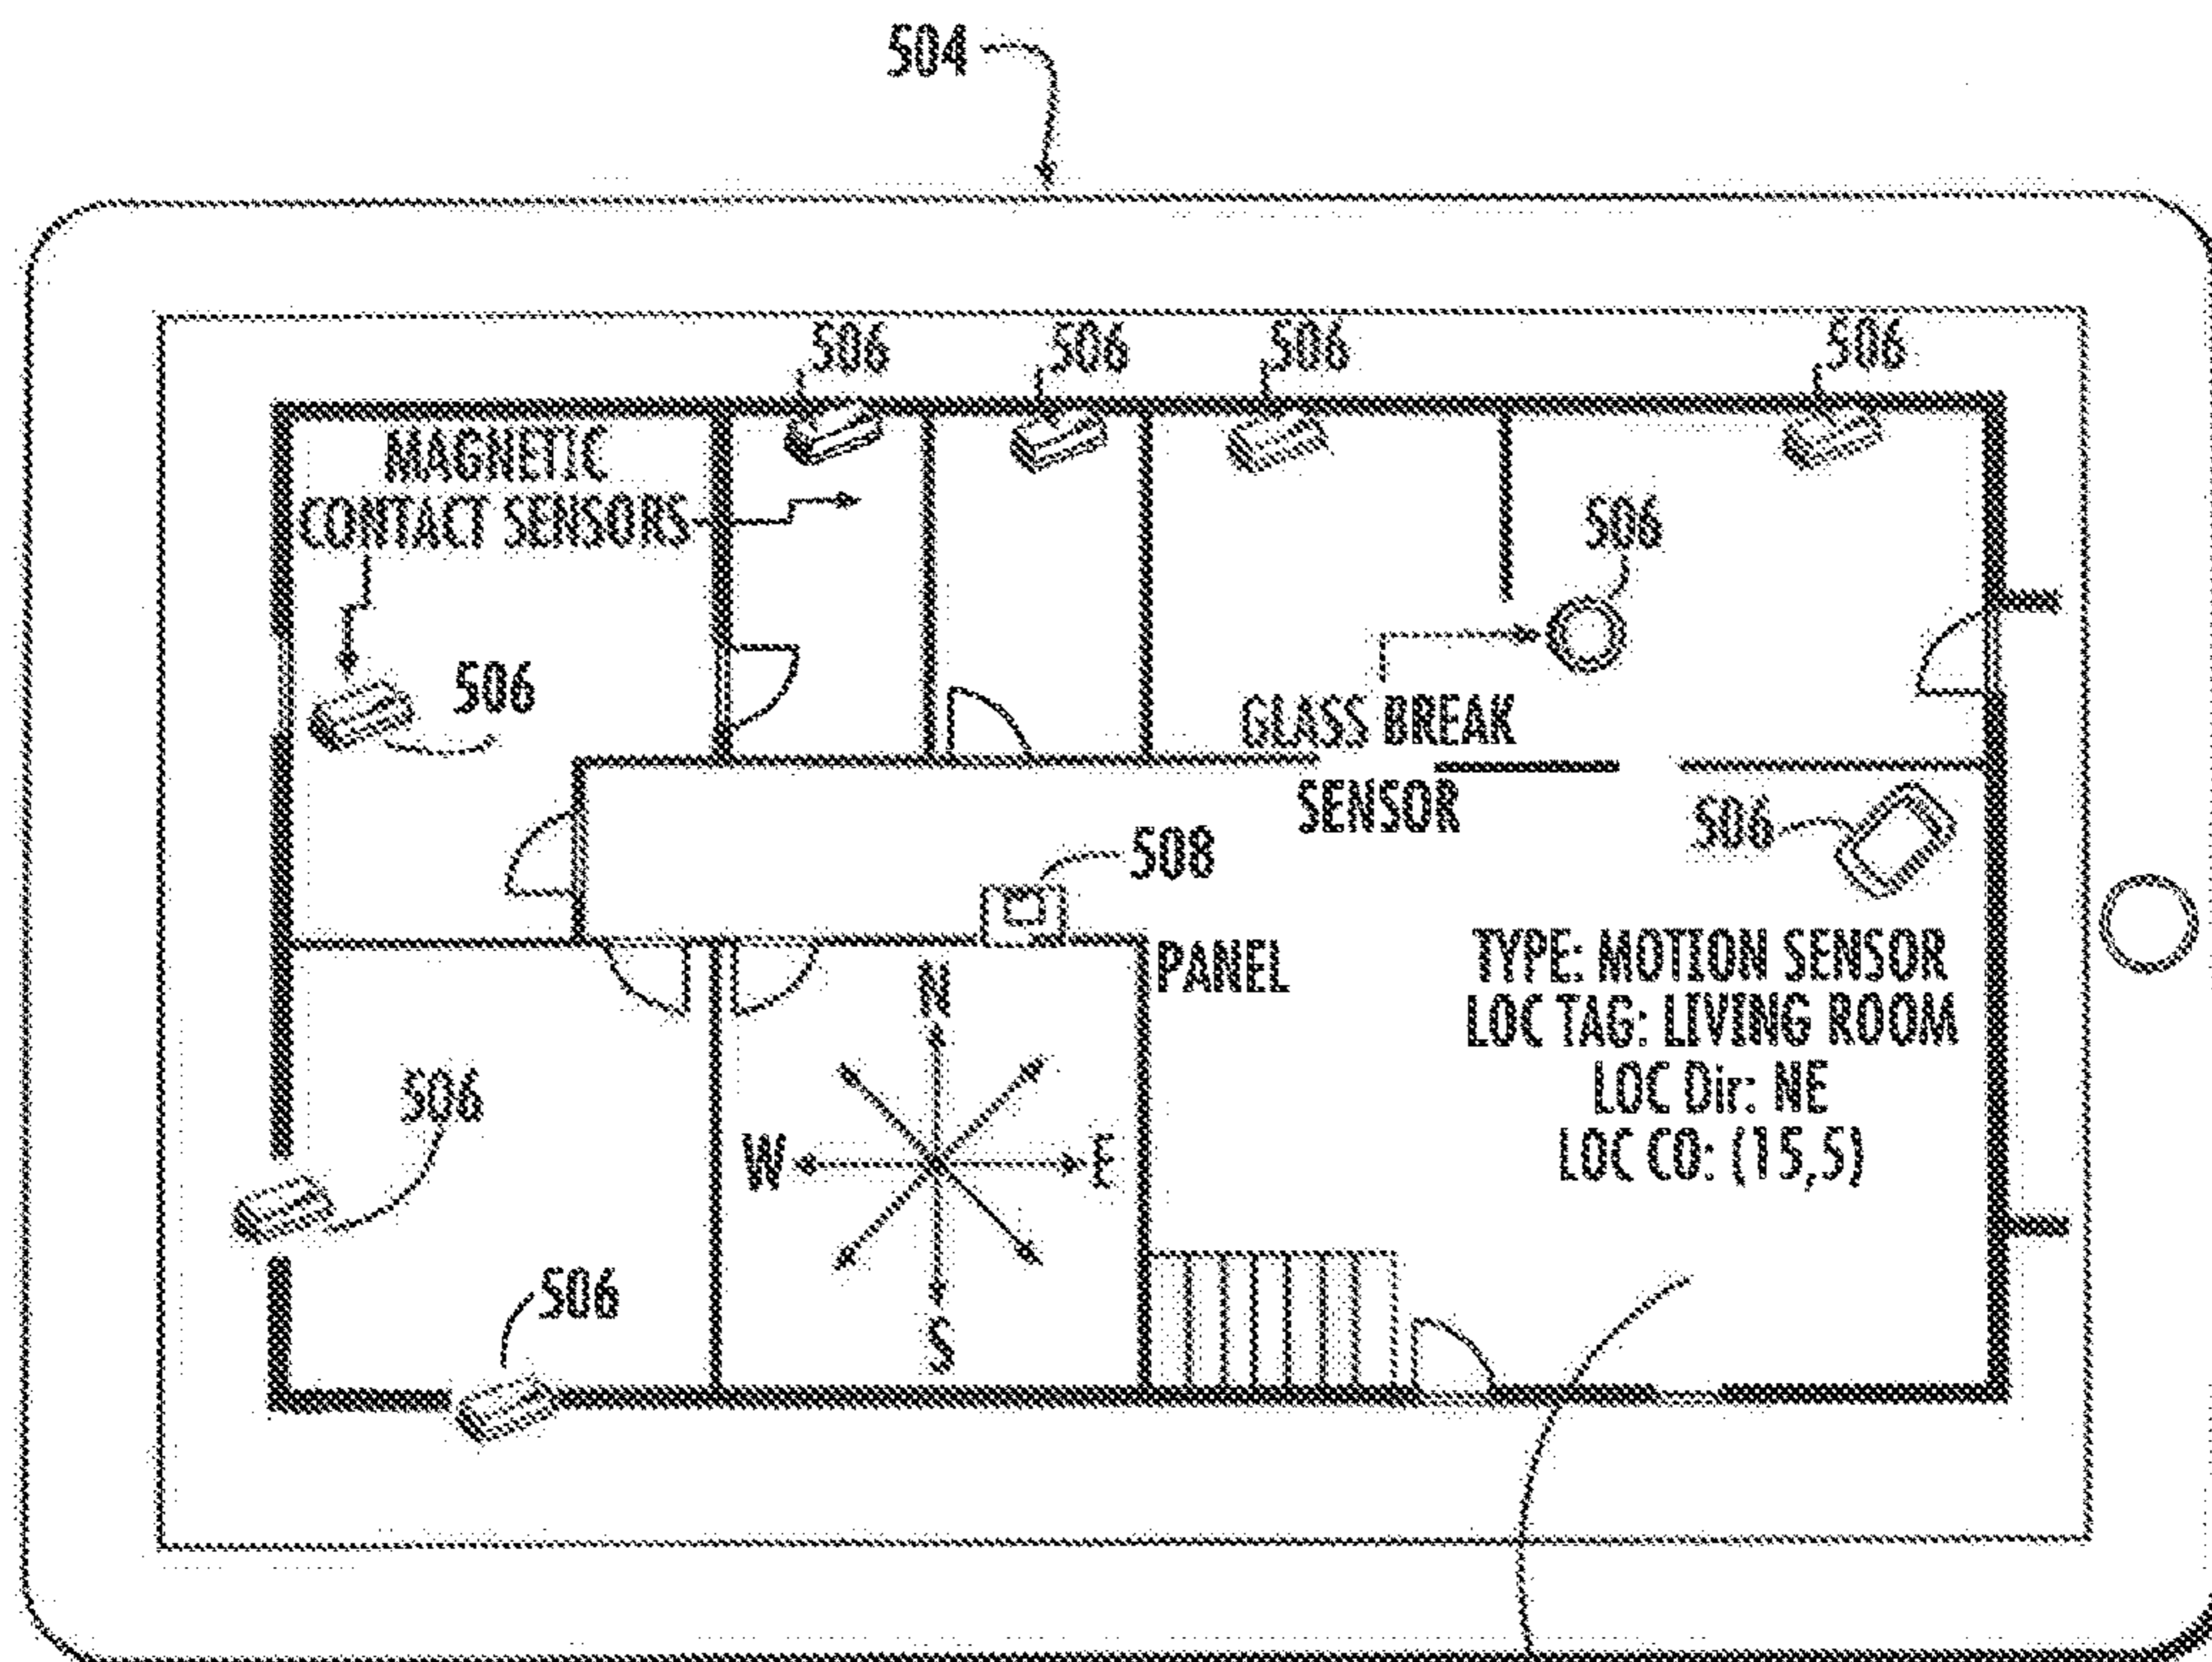 504
506
506
506
506
MAGNETIC
CONTACT SENSORS
506
506
GLASS BREAK
SENSOR
506
508
PANEL
TYPE: MOTION SENSOR
LOC TAG: LIVING ROOM
LOC Dir: NE
LOC CO: (15,5)
N
W
E
S
506
506